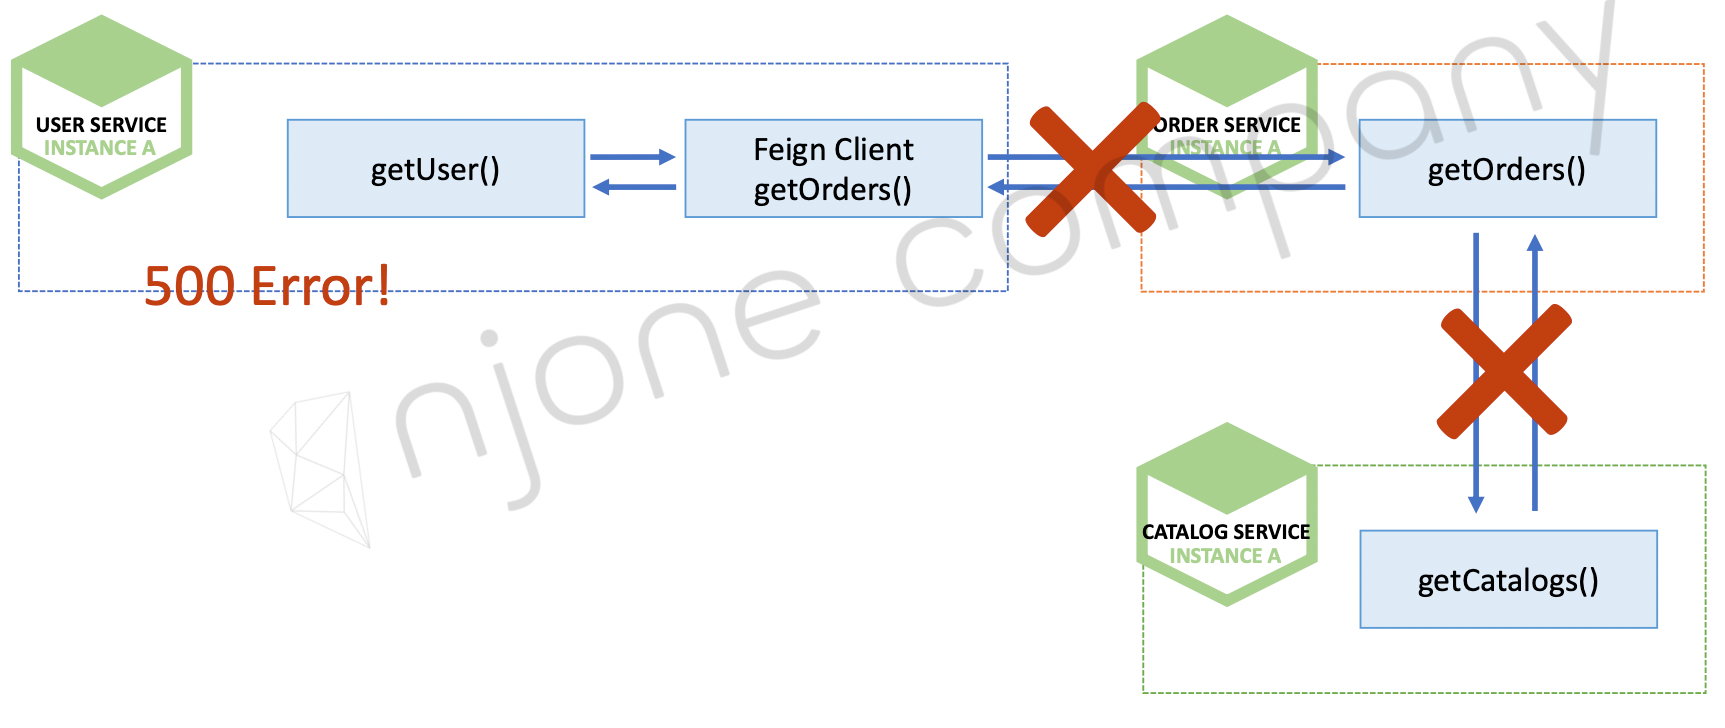 USER SERVICE
INSTANCE A
getUser()
Feign Client
getOrders()
ORDER SERVICE
INSTANCE A
getOrders()
500 Error!
njone company
CATALOG SERVICE
INSTANCE A
getCatalogs()